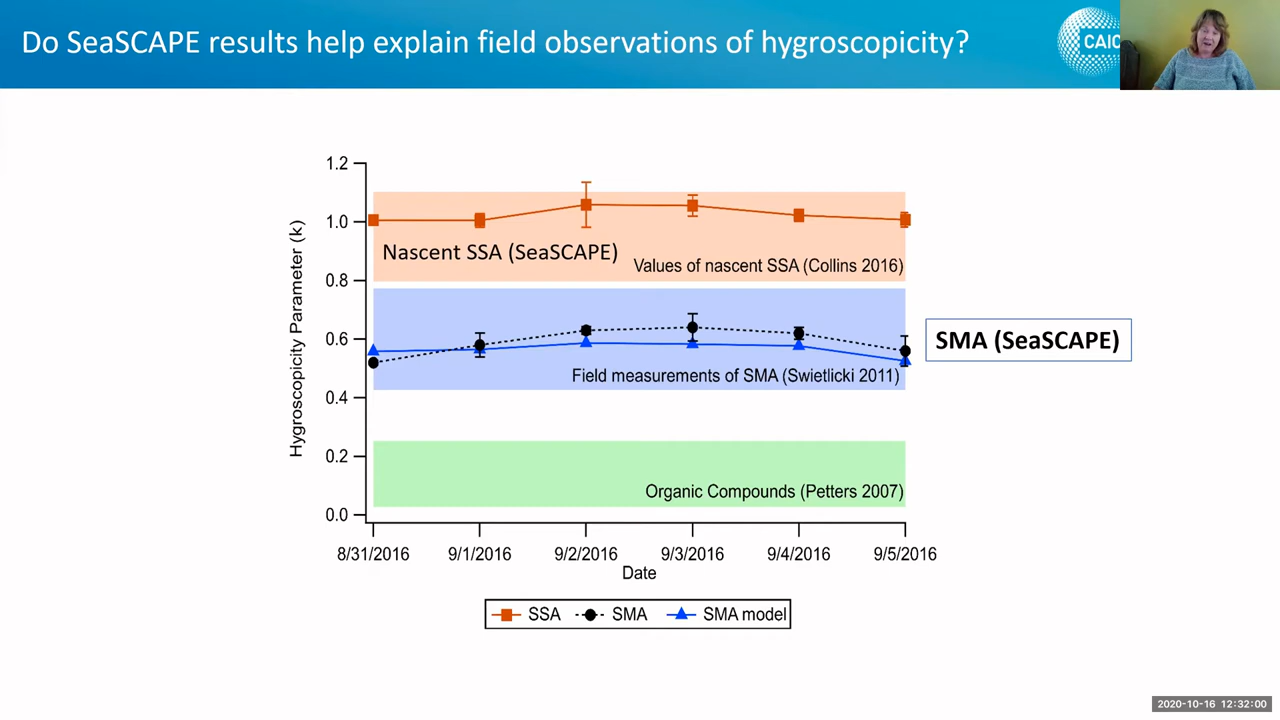 Do SeaSCAPE results help explain field observations of hygroscopicity?
CAIC
1.2
1.0
0.8
0.6
0.4
0.2
0.0
Hygroscopicity Parameter (k)
Nascent SSA (SeaSCAPE)
Values of nascent SSA (Collins 2016)
SMA (SeaSCAPE)
Field measurements of SMA (Swietlicki 2011)
Organic Compounds (Petters 2007)
8/31/2016 9/1/2016 9/2/2016 9/3/2016 9/4/2016 9/5/2016
Date
SSA SMA SMA model
2020-10-16 12:32:00